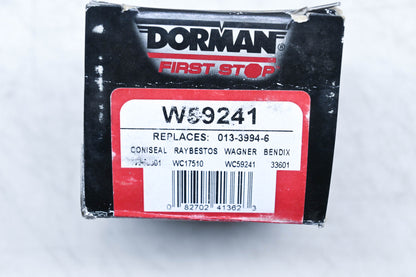 DORMAN®
FIRST STOP
W59241
REPLACES: 013-3994-6
CONISEAL RAYBESTOS WAGNER BENDIX
WC17510 WC59241 33601
0 82702 41362 3